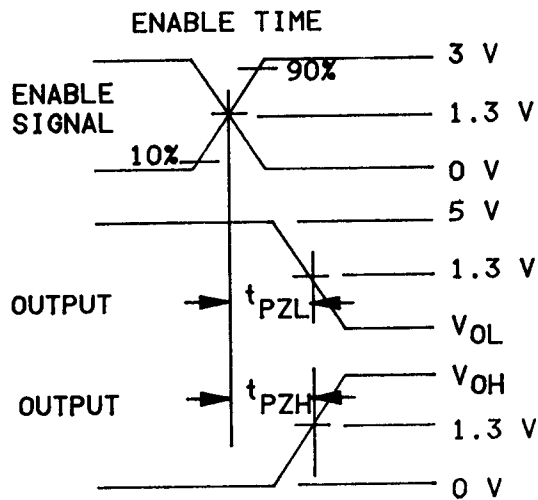 ENABLE TIME
3 V
90%
ENABLE
SIGNAL
1.3 V
10%
0 V
5 V
1.3 V
OUTPUT
tPZL
VOL
VOH
OUTPUT
tPZH
1.3 V
0 V